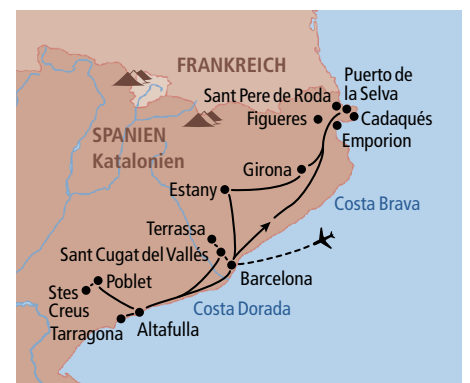 FRANKREICH
Puerto de
la Selva
Sant Pere de Roda
Figueres
Cadaqués
Emporion
SPANIEN
Katalonien
Girona
Estany
Costa Brava
Terrassa
Sant Cugat del Vallés
Barcelona
Poblet
Stes
Creus
Costa Dorada
Tarragona
Altafulla